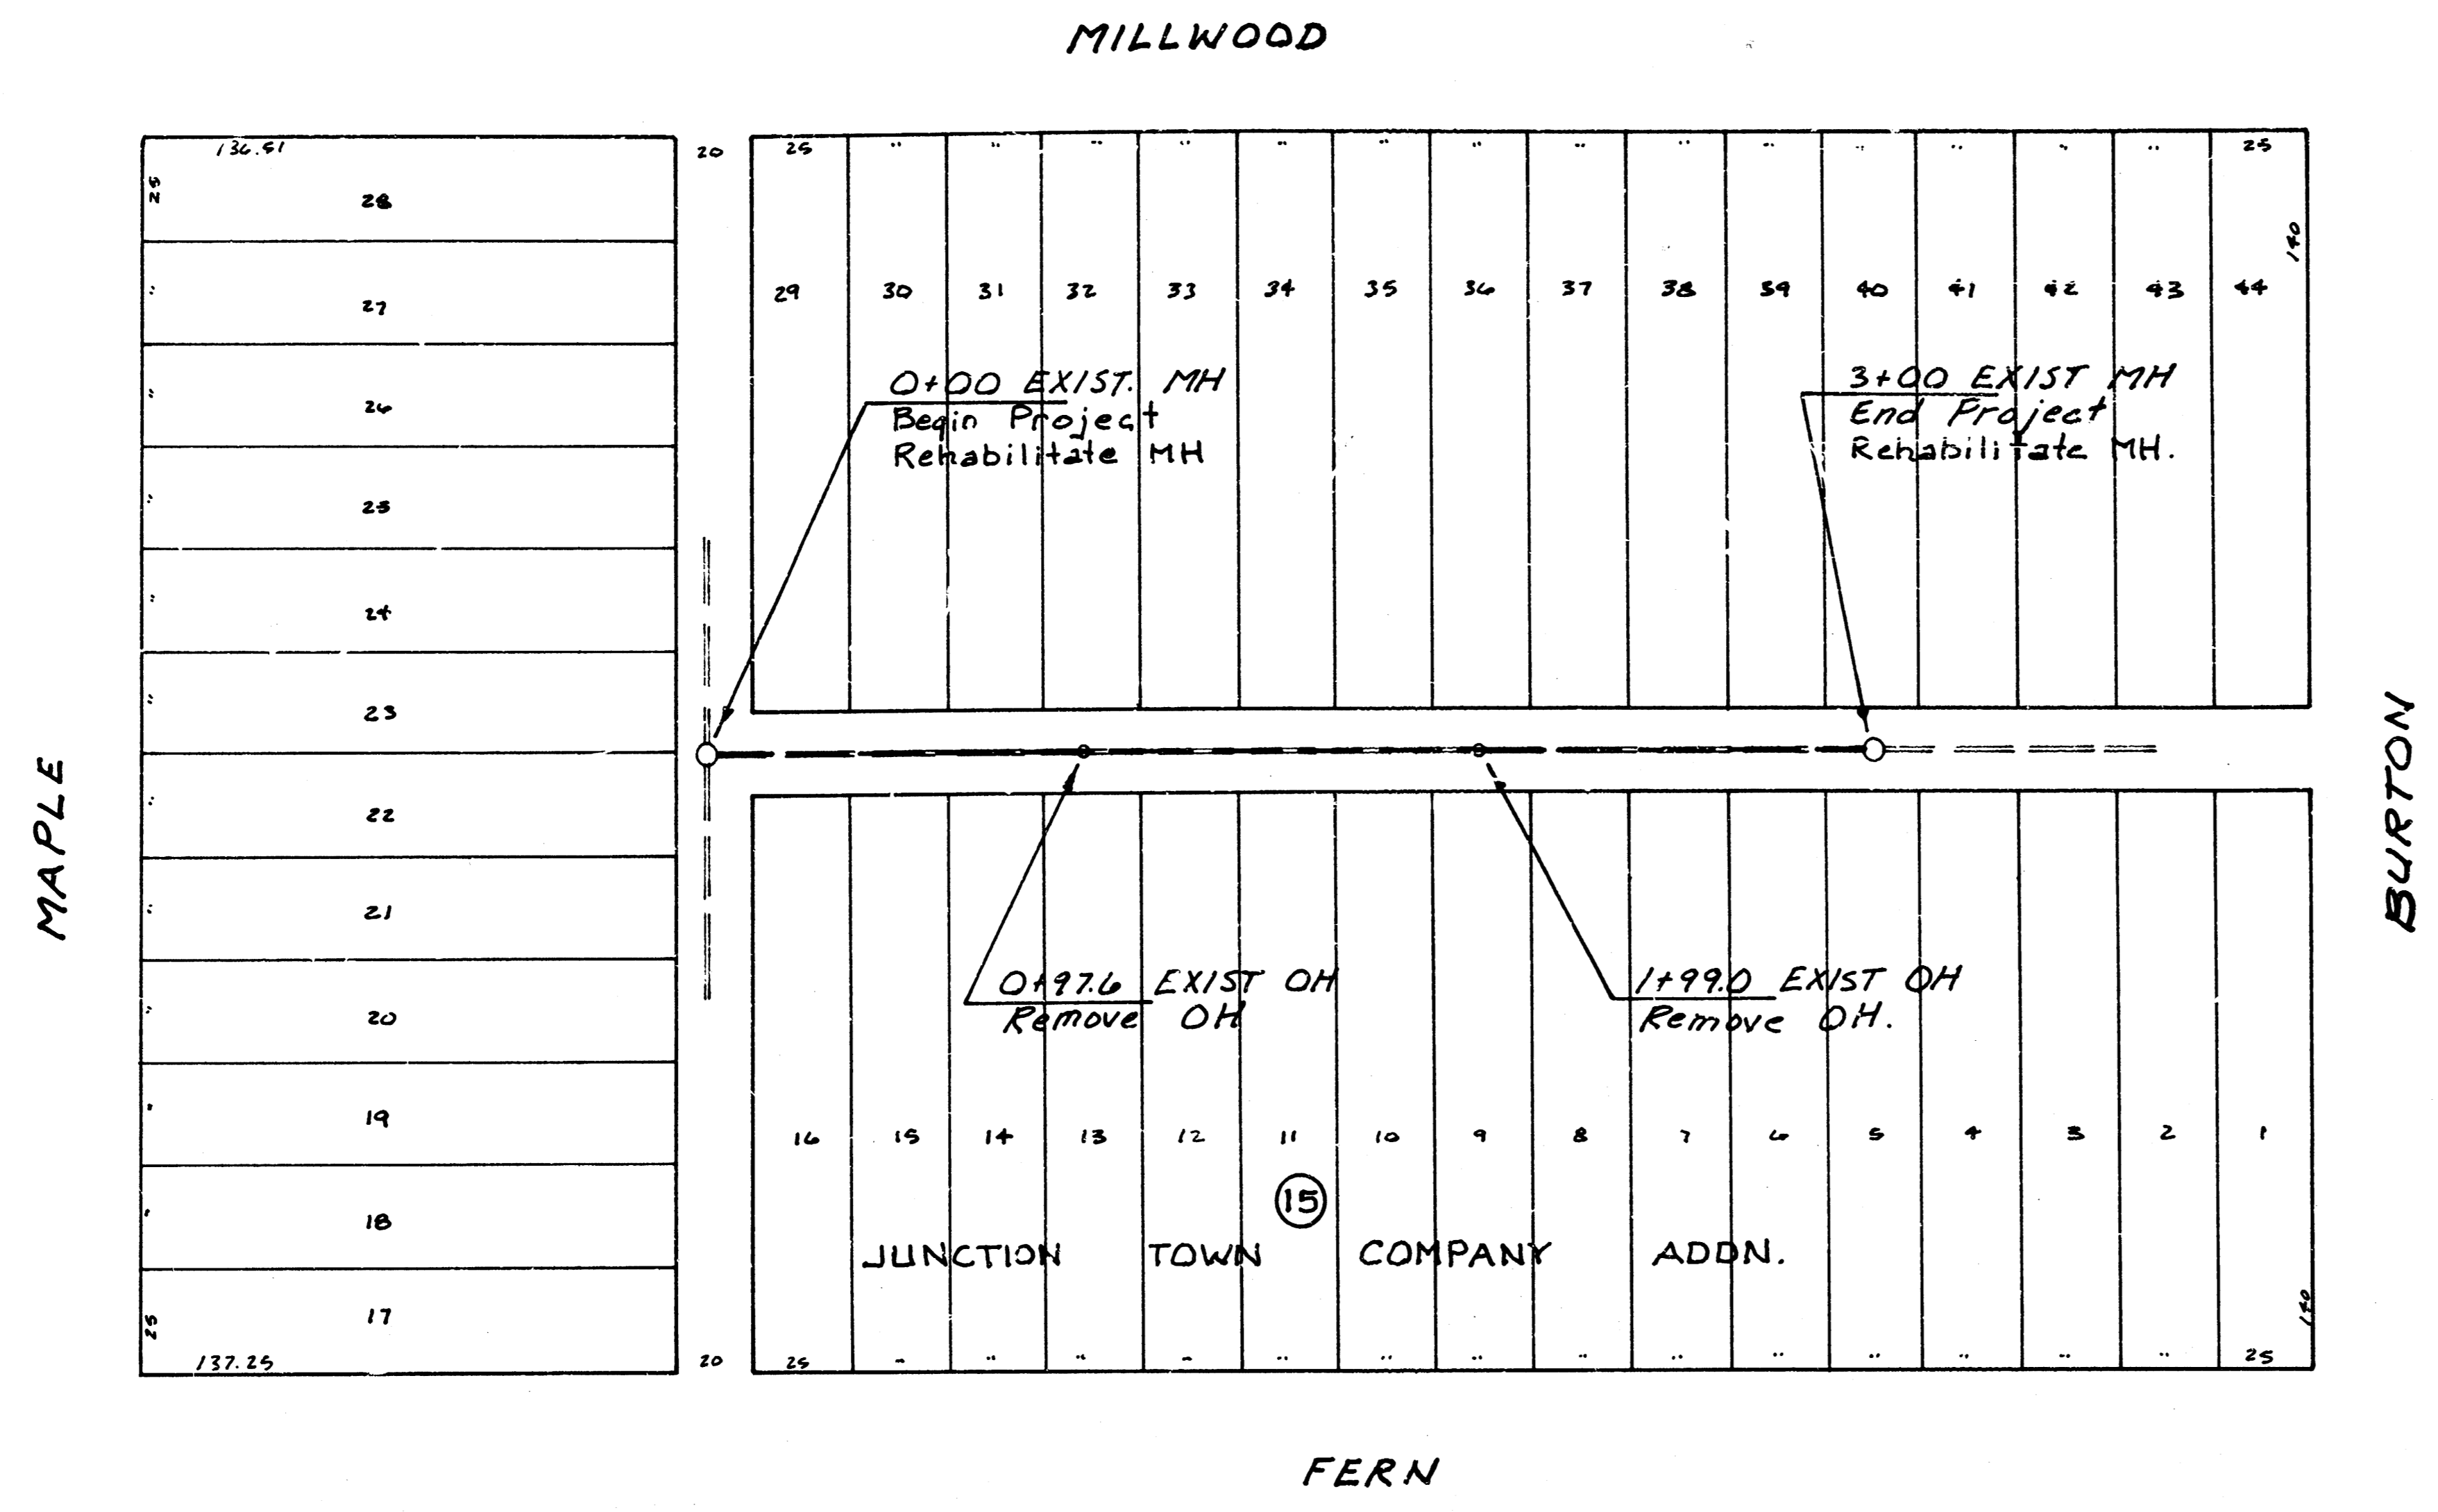 MILLWOOD
136.51
20
25 " " " " " " " " " " " " " " 25
25
28
140
27
29 30 31 32 33 34 35 36 37 38 39 40 41 42 43 44
26
0+00 EXIST. MH
Begin Project
Rehabilitate MH
3+00 EXIST MH
End Project
Rehabilitate MH.
25
24
23
22
21
20
19
18
17
MAPLE
BURTON
0+97.6 EXIST OH
Remove OH
1+99.0 EXIST OH
Remove OH.
16 15 14 13 12 11 10 9 8 7 6 5 4 3 2 1
15
JUNCTION TOWN COMPANY ADDN.
25
137.25
20
25 " " " " " " " " " " " " " " 25
140
FERN